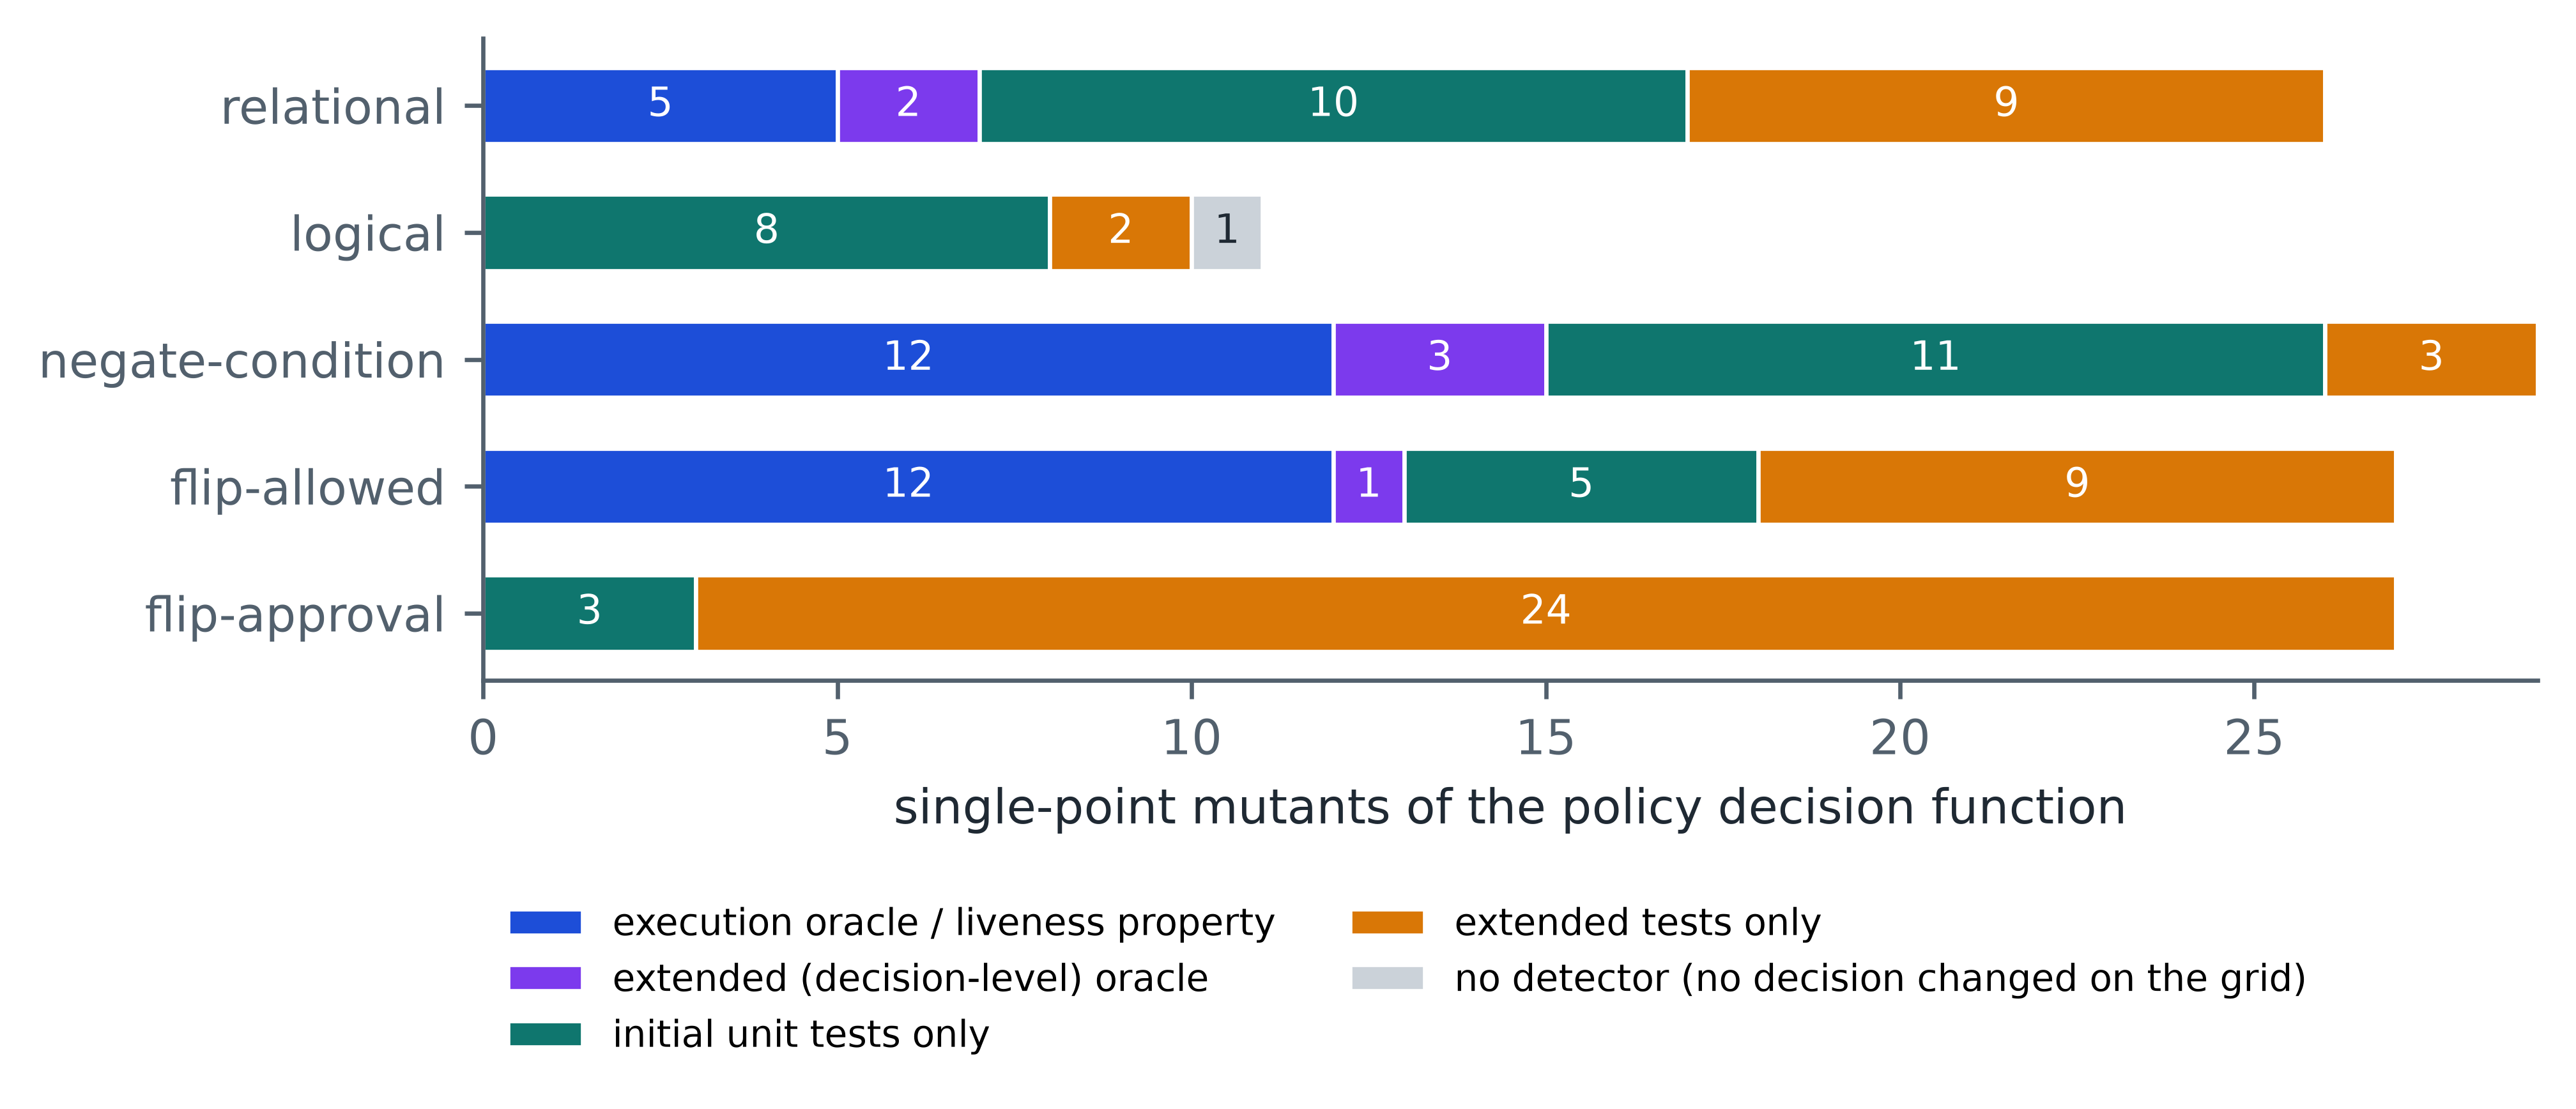 relational 5 2 10 9
logical 8 2 1
negate-condition 12 3 11 3
flip-allowed 12 1 5 9
flip-approval 3 24
0 5 10 15 20 25
single-point mutants of the policy decision function
execution oracle / liveness property
extended (decision-level) oracle
initial unit tests only
extended tests only
no detector (no decision changed on the grid)